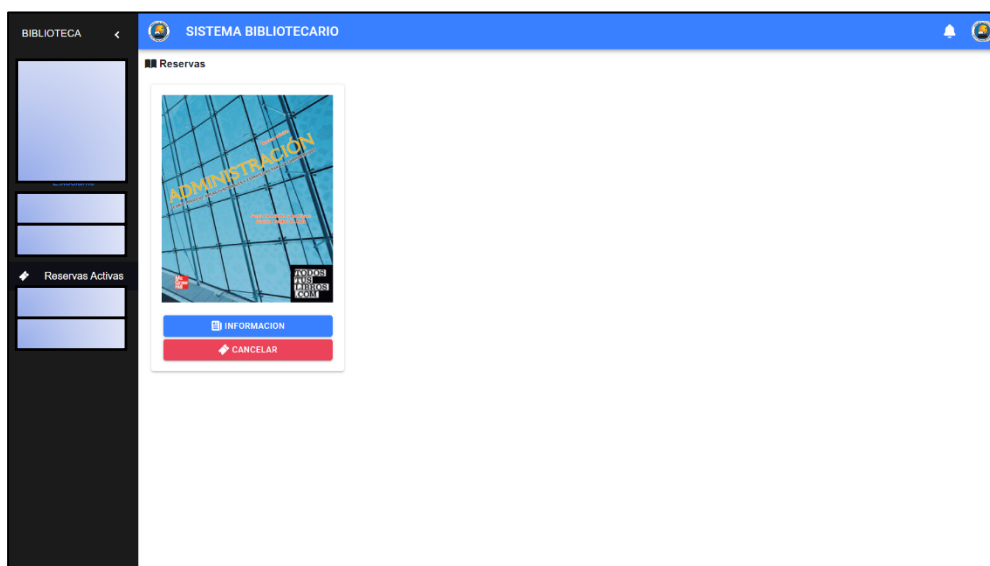 BIBLIOTECA
SISTEMA BIBLIOTECARIO
Reservas
ADMINISTRACIÓN
TODOS
TUS
LIBROS
.COM
INFORMACION
CANCELAR
Reservas Activas